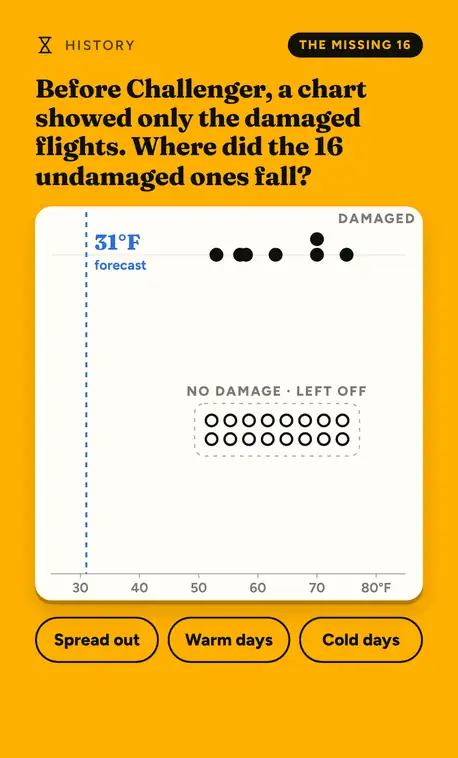 HISTORY
THE MISSING 16
Before Challenger, a chart
showed only the damaged
flights. Where did the 16
undamaged ones fall?
DAMAGED
31°F
forecast
NO DAMAGE · LEFT OFF
30 40 50 60 70 80°F
Spread out
Warm days
Cold days